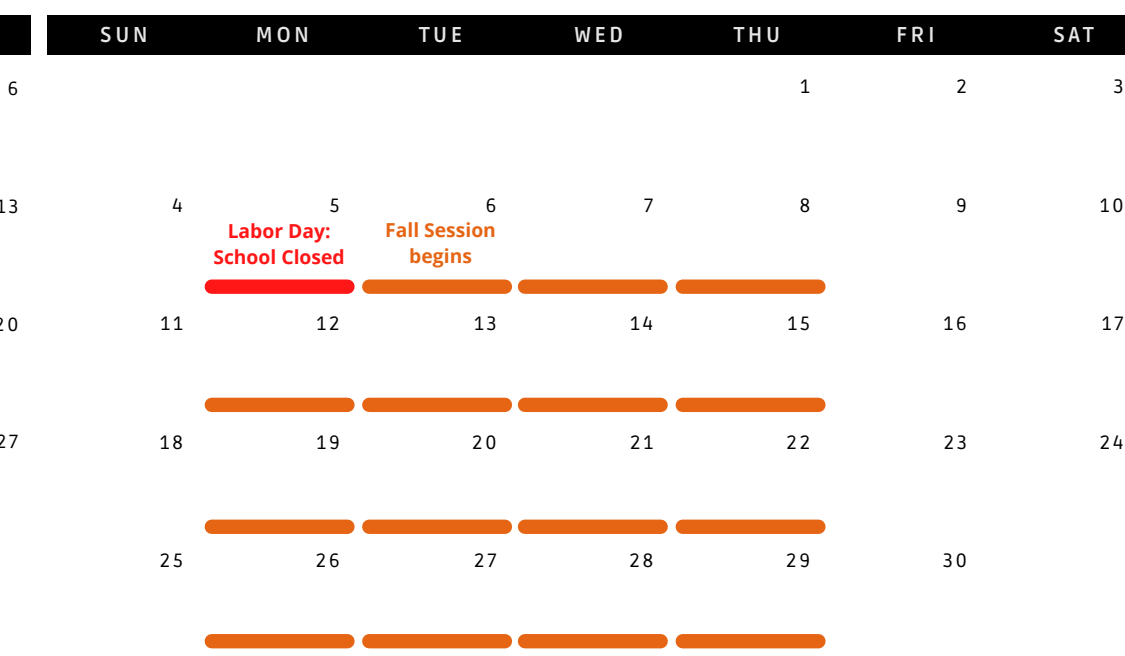 SUN MON TUE WED THU FRI SAT
6 1 2 3
13 4 5 6 7 8 9 10
Labor Day: Fall Session
School Closed begins
20 11 12 13 14 15 16 17
27 18 19 20 21 22 23 24
25 26 27 28 29 30